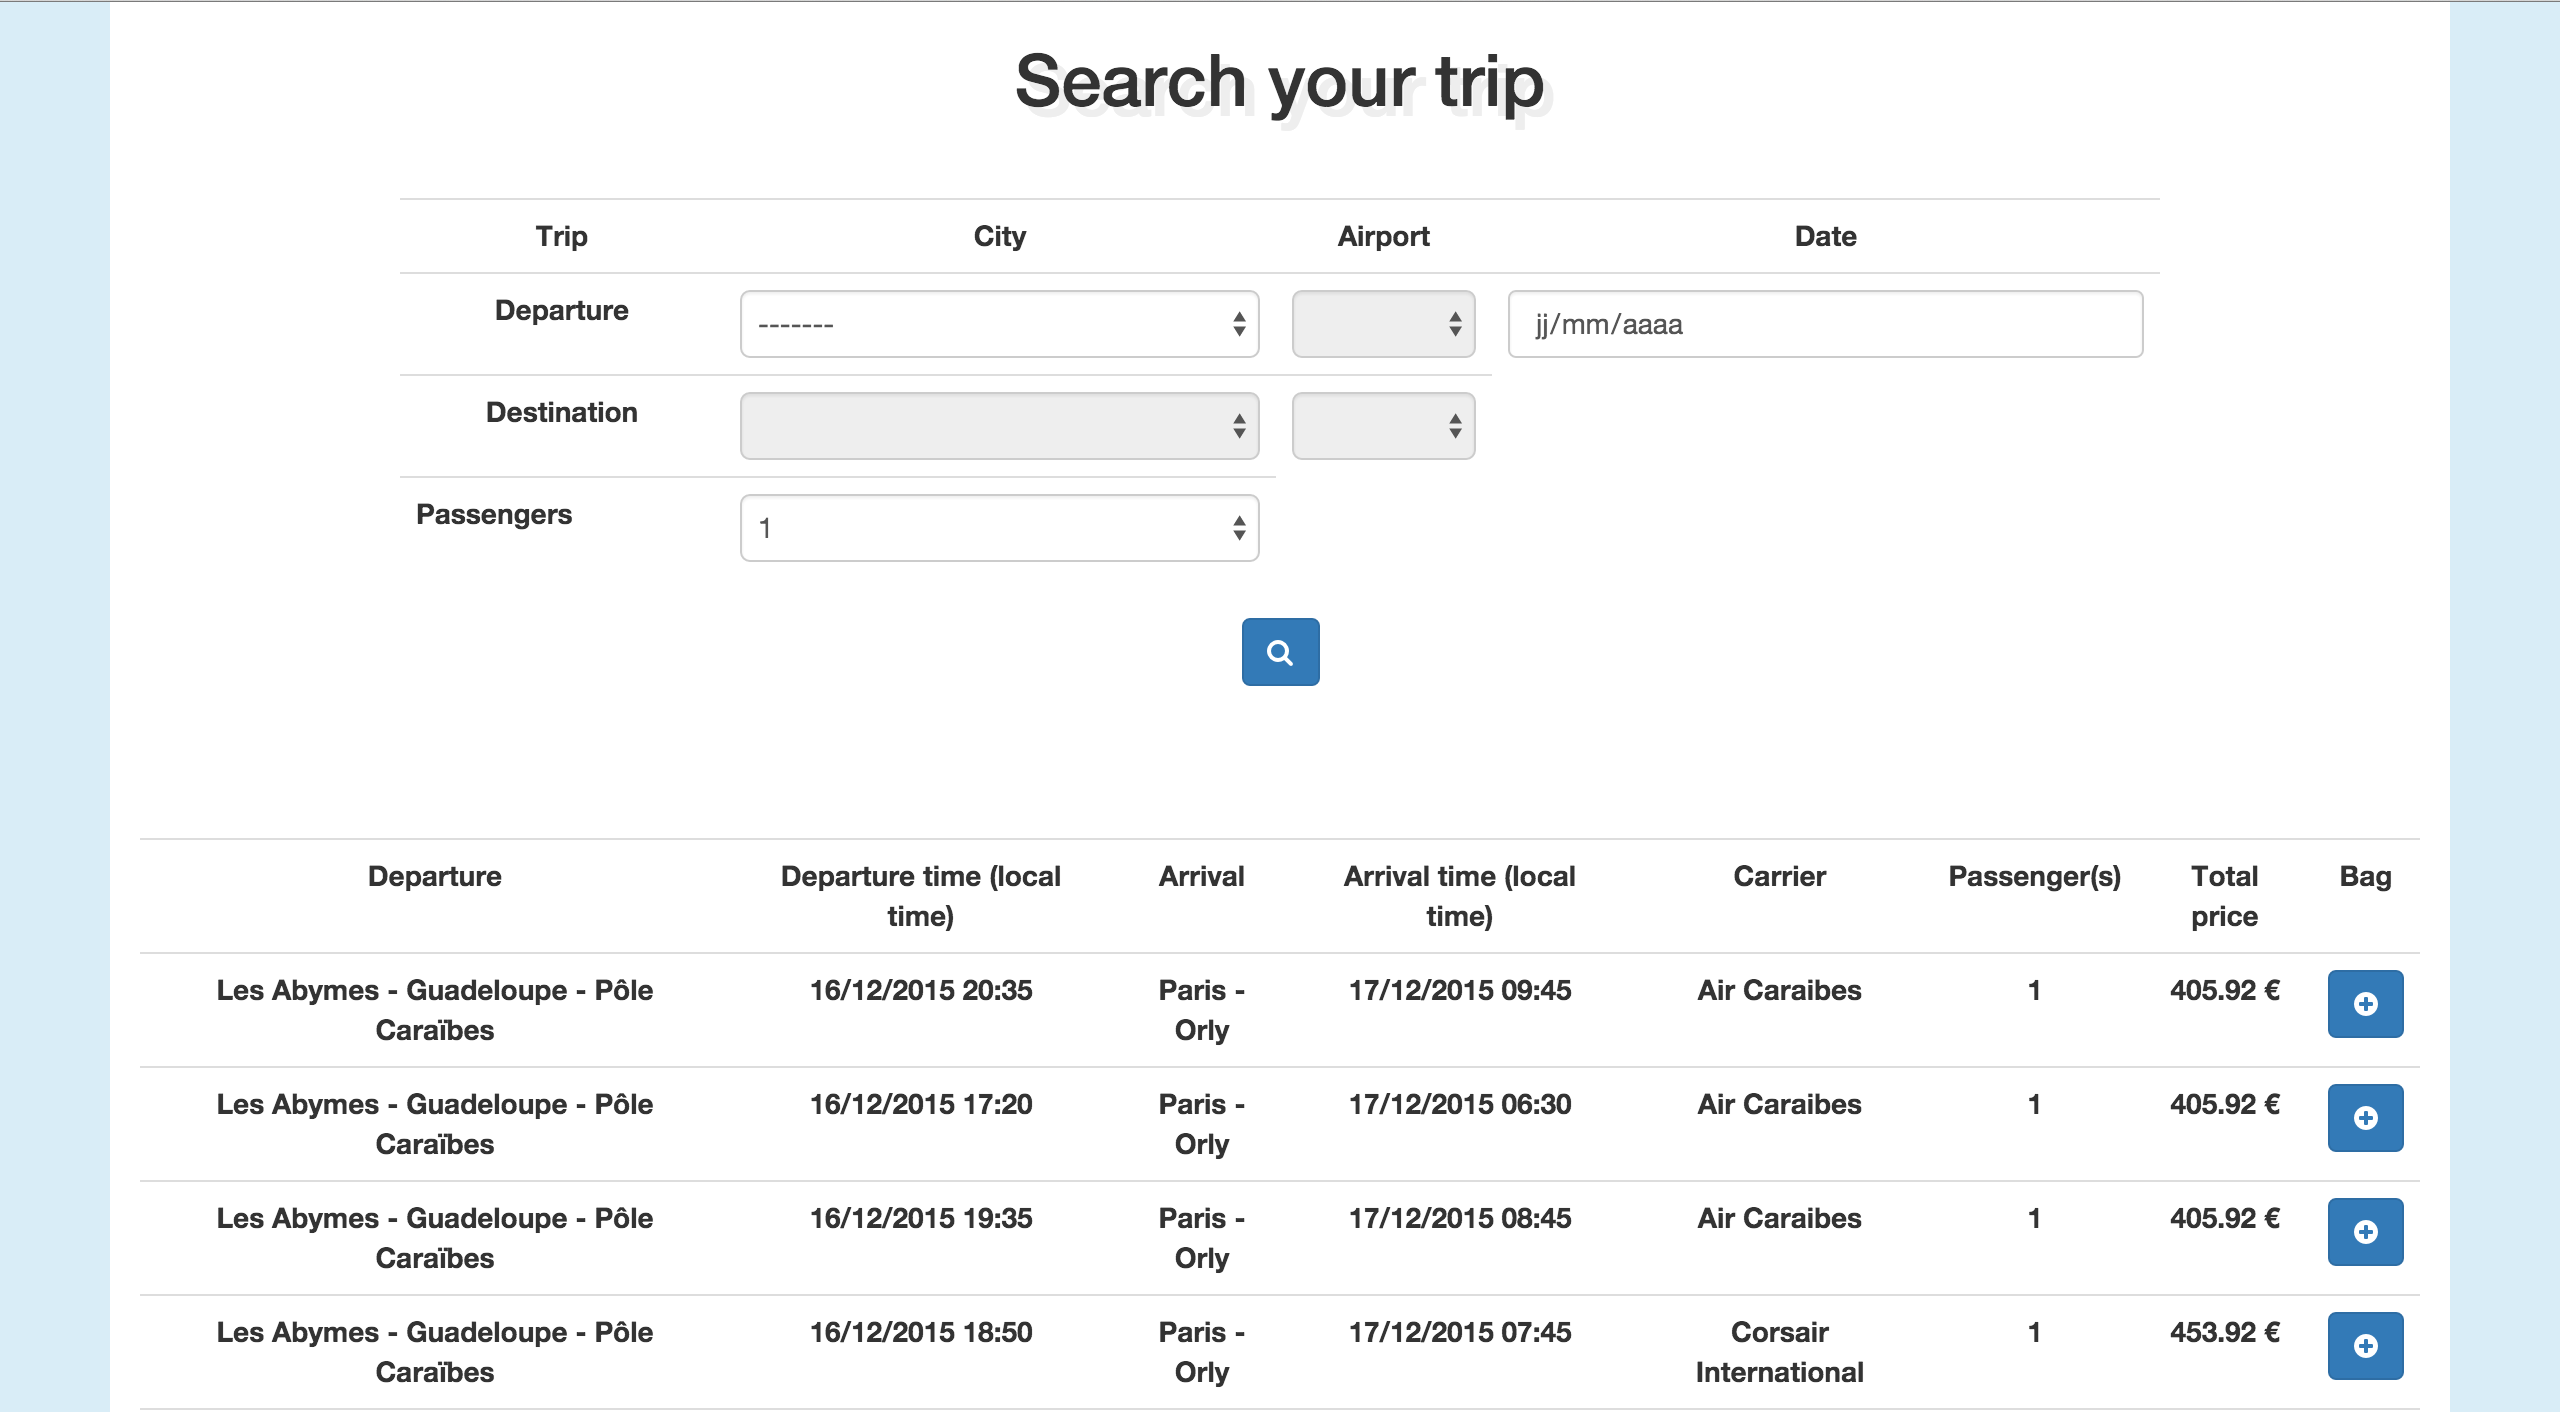 Search your trip
Trip City Airport Date
Departure ------- jj/mm/aaaa
Destination
Passengers 1
Departure Departure time (local time) Arrival Arrival time (local time) Carrier Passenger(s) Total price Bag
Les Abymes - Guadeloupe - Pôle Caraïbes 16/12/2015 20:35 Paris - Orly 17/12/2015 09:45 Air Caraibes 1 405.92 €
Les Abymes - Guadeloupe - Pôle Caraïbes 16/12/2015 17:20 Paris - Orly 17/12/2015 06:30 Air Caraibes 1 405.92 €
Les Abymes - Guadeloupe - Pôle Caraïbes 16/12/2015 19:35 Paris - Orly 17/12/2015 08:45 Air Caraibes 1 405.92 €
Les Abymes - Guadeloupe - Pôle Caraïbes 16/12/2015 18:50 Paris - Orly 17/12/2015 07:45 Corsair International 1 453.92 €